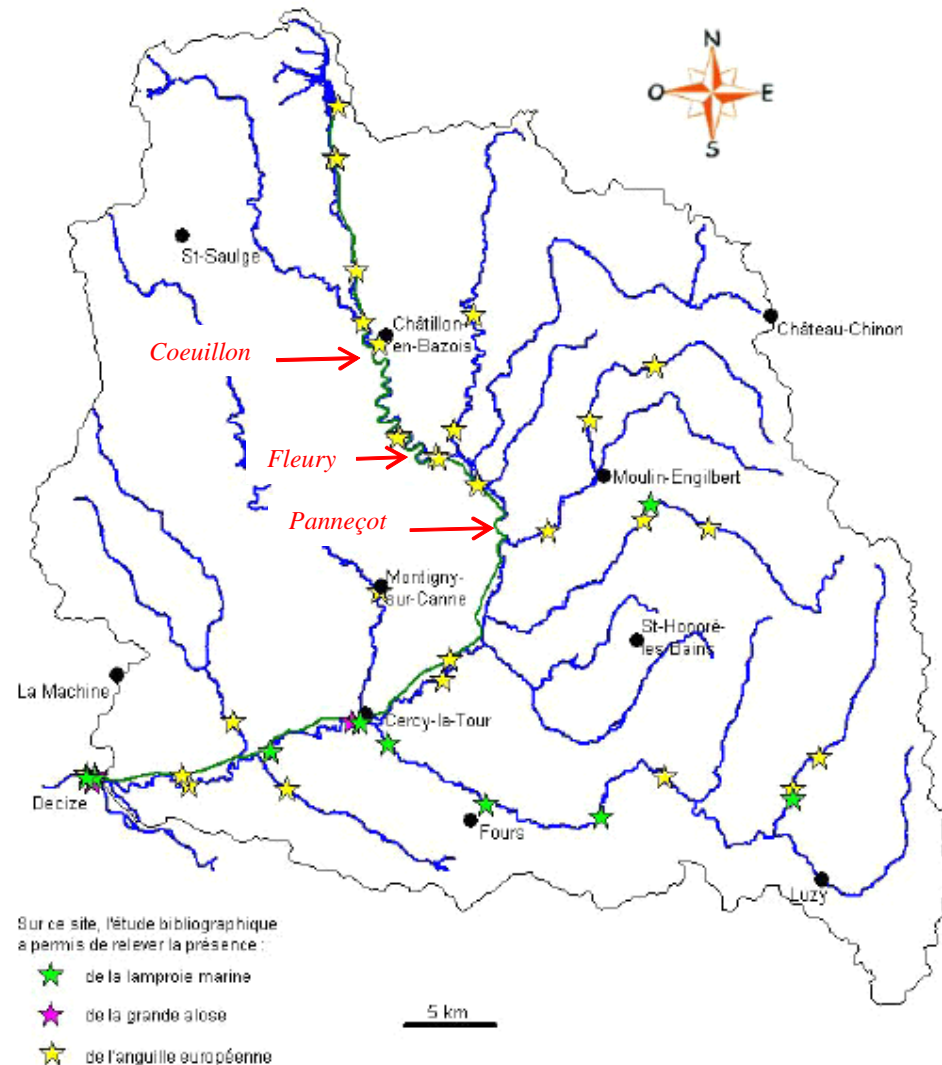 N
O
E
S
St-Saulge
Châtillon-
en-Bazois
Château-Chinon
Coeuillon
Fleury
Moulin-Engilbert
Panneçot
Montigny-
sur-Canne
St-Honoré-
les-Bains
La Machine
Cercy-la-Tour
Decize
Fours
Luzy
Sur ce site, l'étude bibliographique
a permis de relever la présence :
de la lamproie marine
de la grande alose
de l'anguille européenne
5 km